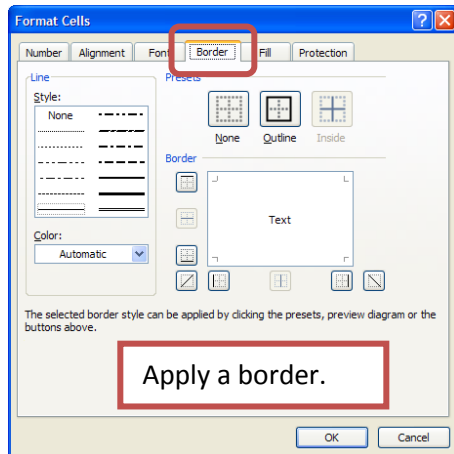 Format Cells
Number Alignment Font Border Fill Protection
Line
Style:
None
Color:
Automatic
Presets
None Outline Inside
Border
Text
The selected border style can be applied by clicking the presets, preview diagram or the
buttons above.
Apply a border.
OK Cancel